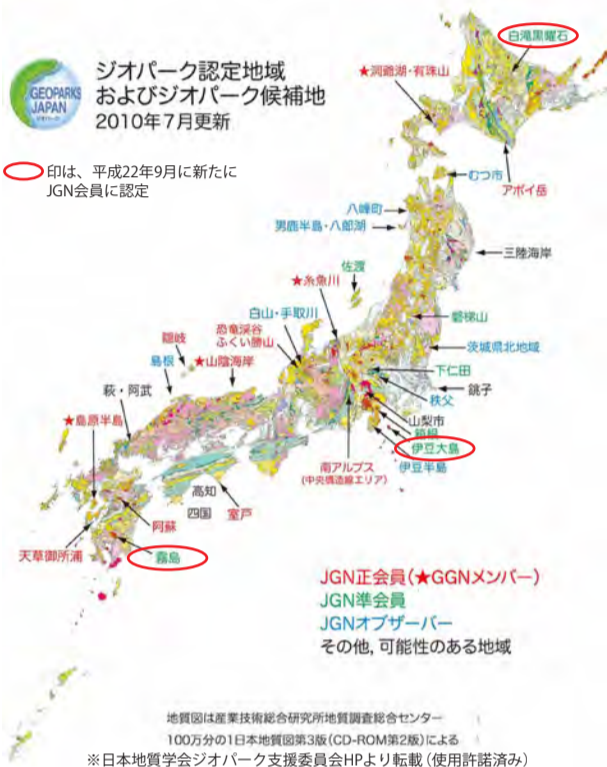 GEOPARKS
JAPAN
ジオパーク
ジオパーク認定地域
およびジオパーク候補地
2010年7月更新
印は、平成22年9月に新たに
JGN会員に認定
白滝黒曜石
★洞爺湖・有珠山
アポイ岳
むつ市
八峰町
男鹿半島・八郎湖
三陸海岸
佐渡
★糸魚川
白山・手取川
磐梯山
恐竜渓谷
ふくい勝山
隠岐
茨城県北地域
島根
★山陰海岸
下仁田
秩父
銚子
萩・阿武
山梨市
箱根
★島原半島
伊豆大島
南アルプス
(中央構造線エリア)
伊豆半島
高知
四国
室戸
阿蘇
天草御所浦
霧島
JGN正会員(★GGNメンバー)
JGN準会員
JGNオブザーバー
その他, 可能性のある地域
地質図は産業技術総合研究所地質調査総合センター
100万分の1日本地質図第3版(CD-ROM第2版)による
※日本地質学会ジオパーク支援委員会HPより転載(使用許諾済み)